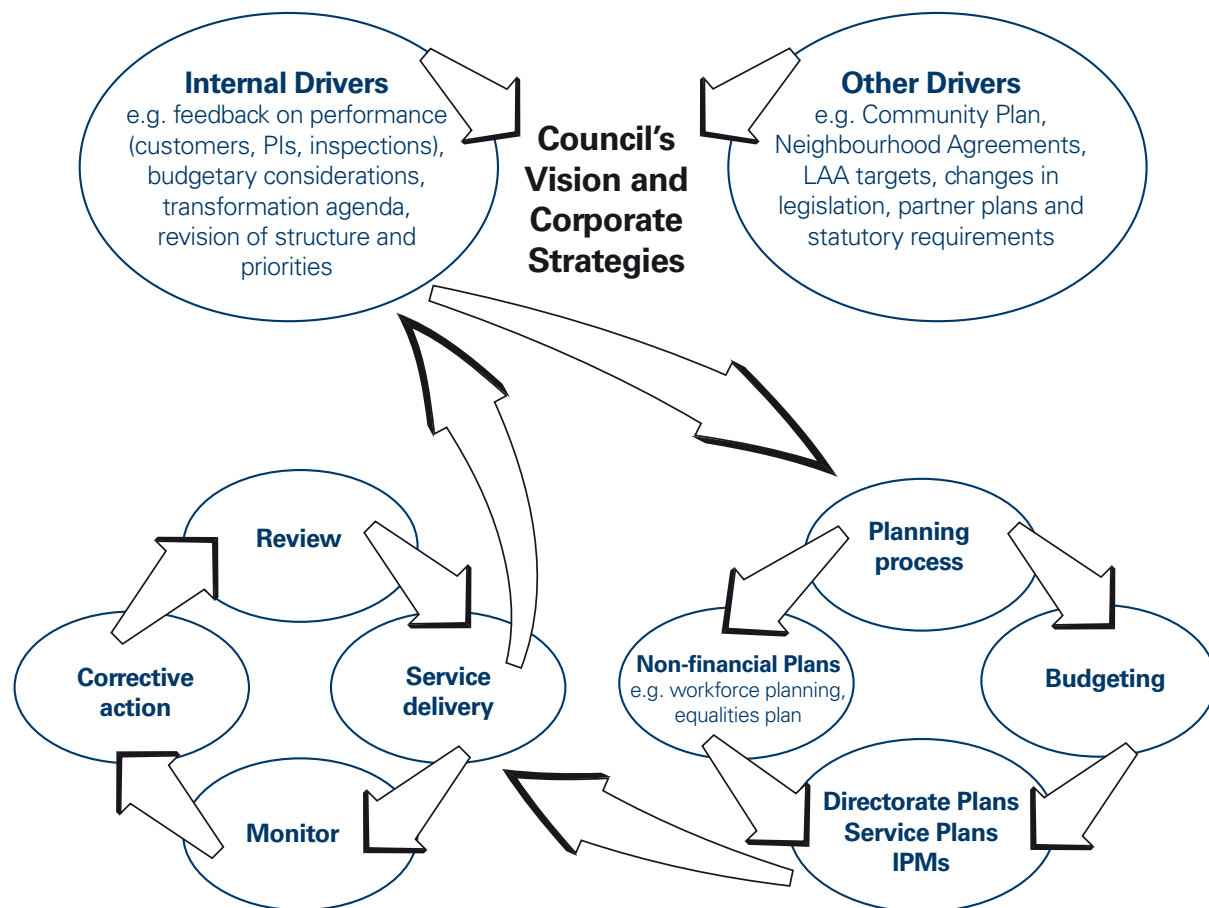 Internal Drivers
e.g. feedback on performance
(customers, PIs, inspections),
budgetary considerations,
transformation agenda,
revision of structure and
priorities
Council’s
Vision and
Corporate
Strategies
Other Drivers
e.g. Community Plan,
Neighbourhood Agreements,
LAA targets, changes in
legislation, partner plans and
statutory requirements
Review
Corrective
action
Service
delivery
Monitor
Planning
process
Non-financial Plans
e.g. workforce planning,
equalities plan
Budgeting
Directorate Plans
Service Plans
IPMs